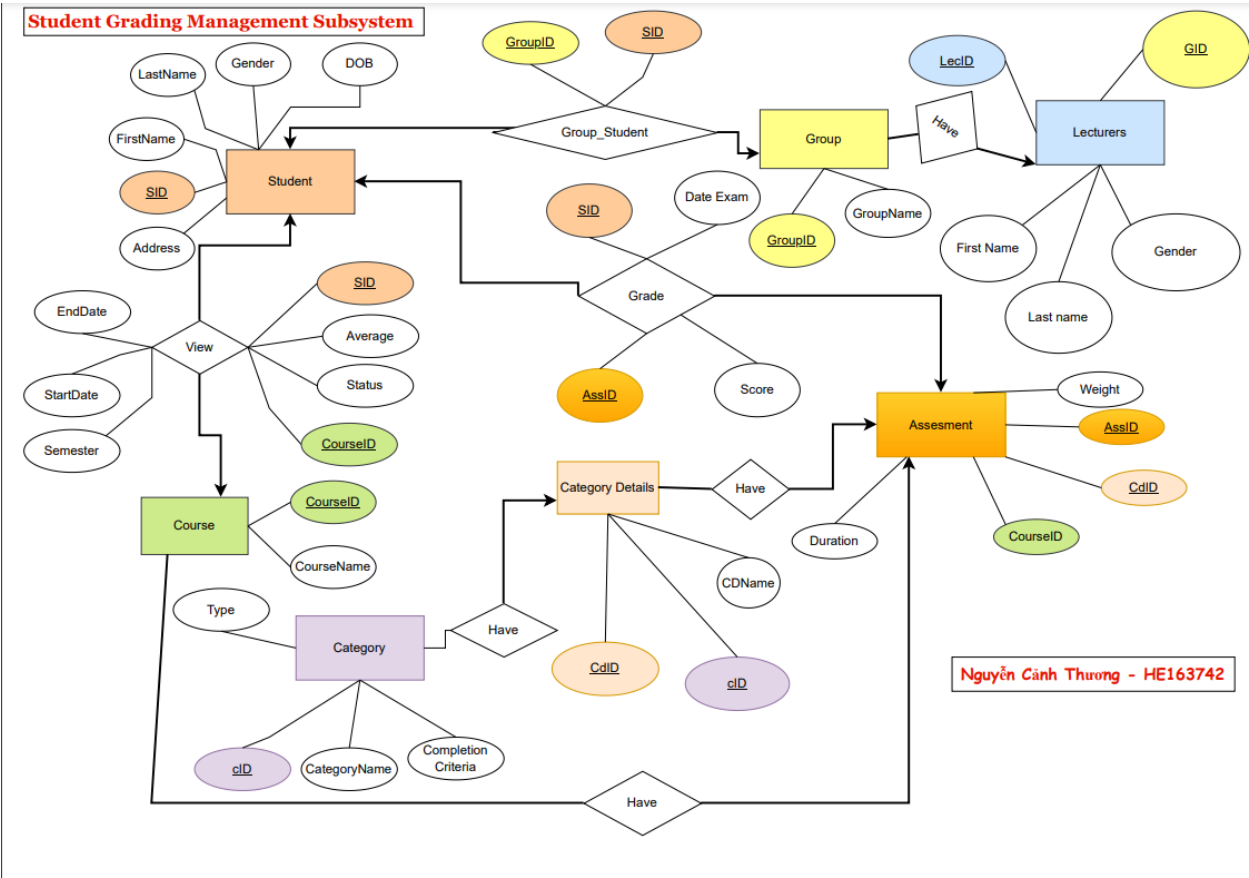 Student Grading Management Subsystem
GroupID
SID
LecID
GID
LastName
Gender
DOB
FirstName
Group_Student
Group
Have
Lecturers
Student
SID
Address
SID
Date Exam
GroupID
GroupName
First Name
Gender
Last name
EndDate
SID
Grade
View
Average
StartDate
Status
AssID
Score
Semester
CourseID
Weight
Assesment
AssID
CdID
CourseID
Duration
Category Details
Have
CDName
Course
CourseID
CourseName
Type
Category
Have
CdID
cID
Nguyễn Cảnh Thương - HE163742
cID
CategoryName
Completion
Criteria
Have